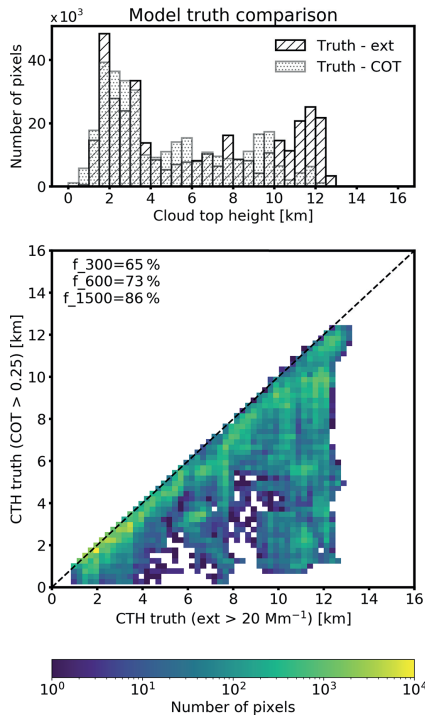 Model truth comparison
×10³
Truth - ext
Truth - COT
40
20
0
Number of pixels
0 2 4 6 8 10 12 14 16
Cloud top height [km]
f_300=65 %
f_600=73 %
f_1500=86 %
16
14
12
10
8
6
4
2
0
CTH truth (COT > 0.25) [km]
0 2 4 6 8 10 12 14 16
CTH truth (ext > 20 Mm⁻¹) [km]
10⁰ 10¹ 10² 10³ 10⁴
Number of pixels